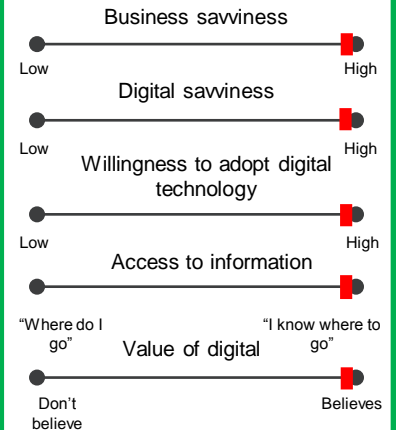 Business savviness
Low High
Digital savviness
Low High
Willingness to adopt digital
technology
Low High
Access to information
“Where do I “I know where to
go” go”
Value of digital
Don’t Believes
believe